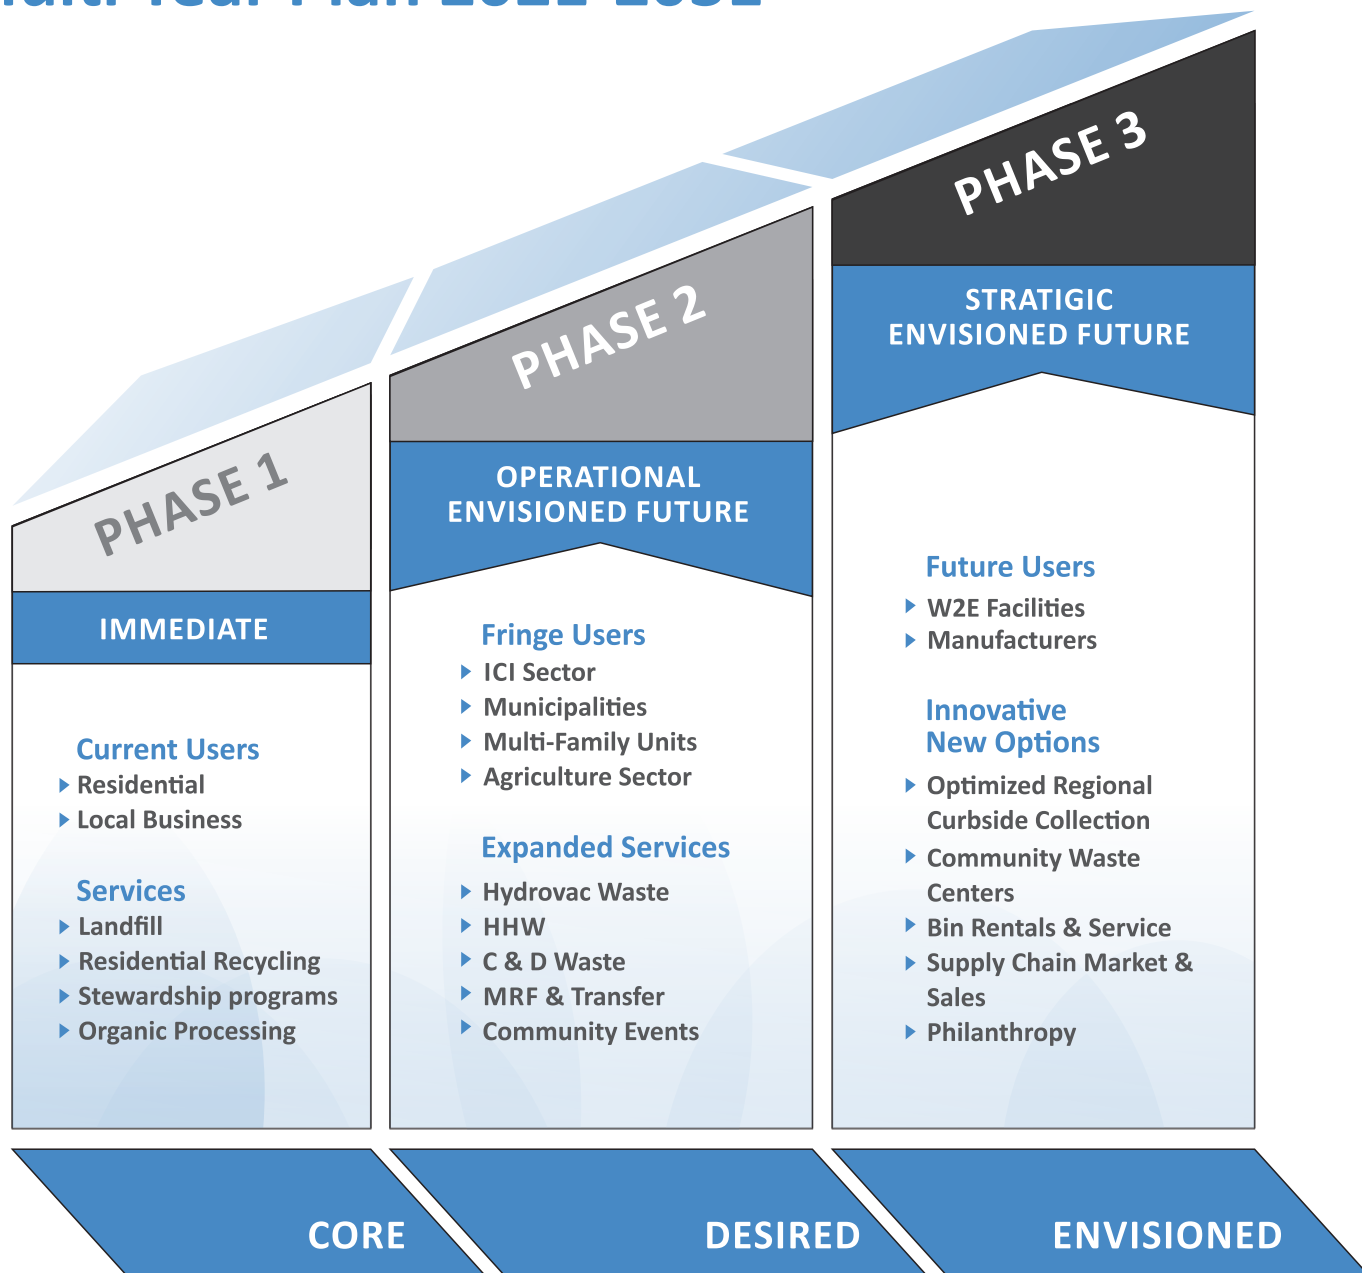 PHASE 1
IMMEDIATE
Current Users
Residential
Local Business
Services
Landfill
Residential Recycling
Stewardship programs
Organic Processing
CORE
PHASE 2
OPERATIONAL
ENVISIONED FUTURE
Fringe Users
ICI Sector
Municipalities
Multi-Family Units
Agriculture Sector
Expanded Services
Hydrovac Waste
HHW
C & D Waste
MRF & Transfer
Community Events
DESIRED
PHASE 3
STRATIGIC
ENVISIONED FUTURE
Future Users
W2E Facilities
Manufacturers
Innovative
New Options
Optimized Regional
Curbside Collection
Community Waste
Centers
Bin Rentals & Service
Supply Chain Market &
Sales
Philanthropy
ENVISIONED